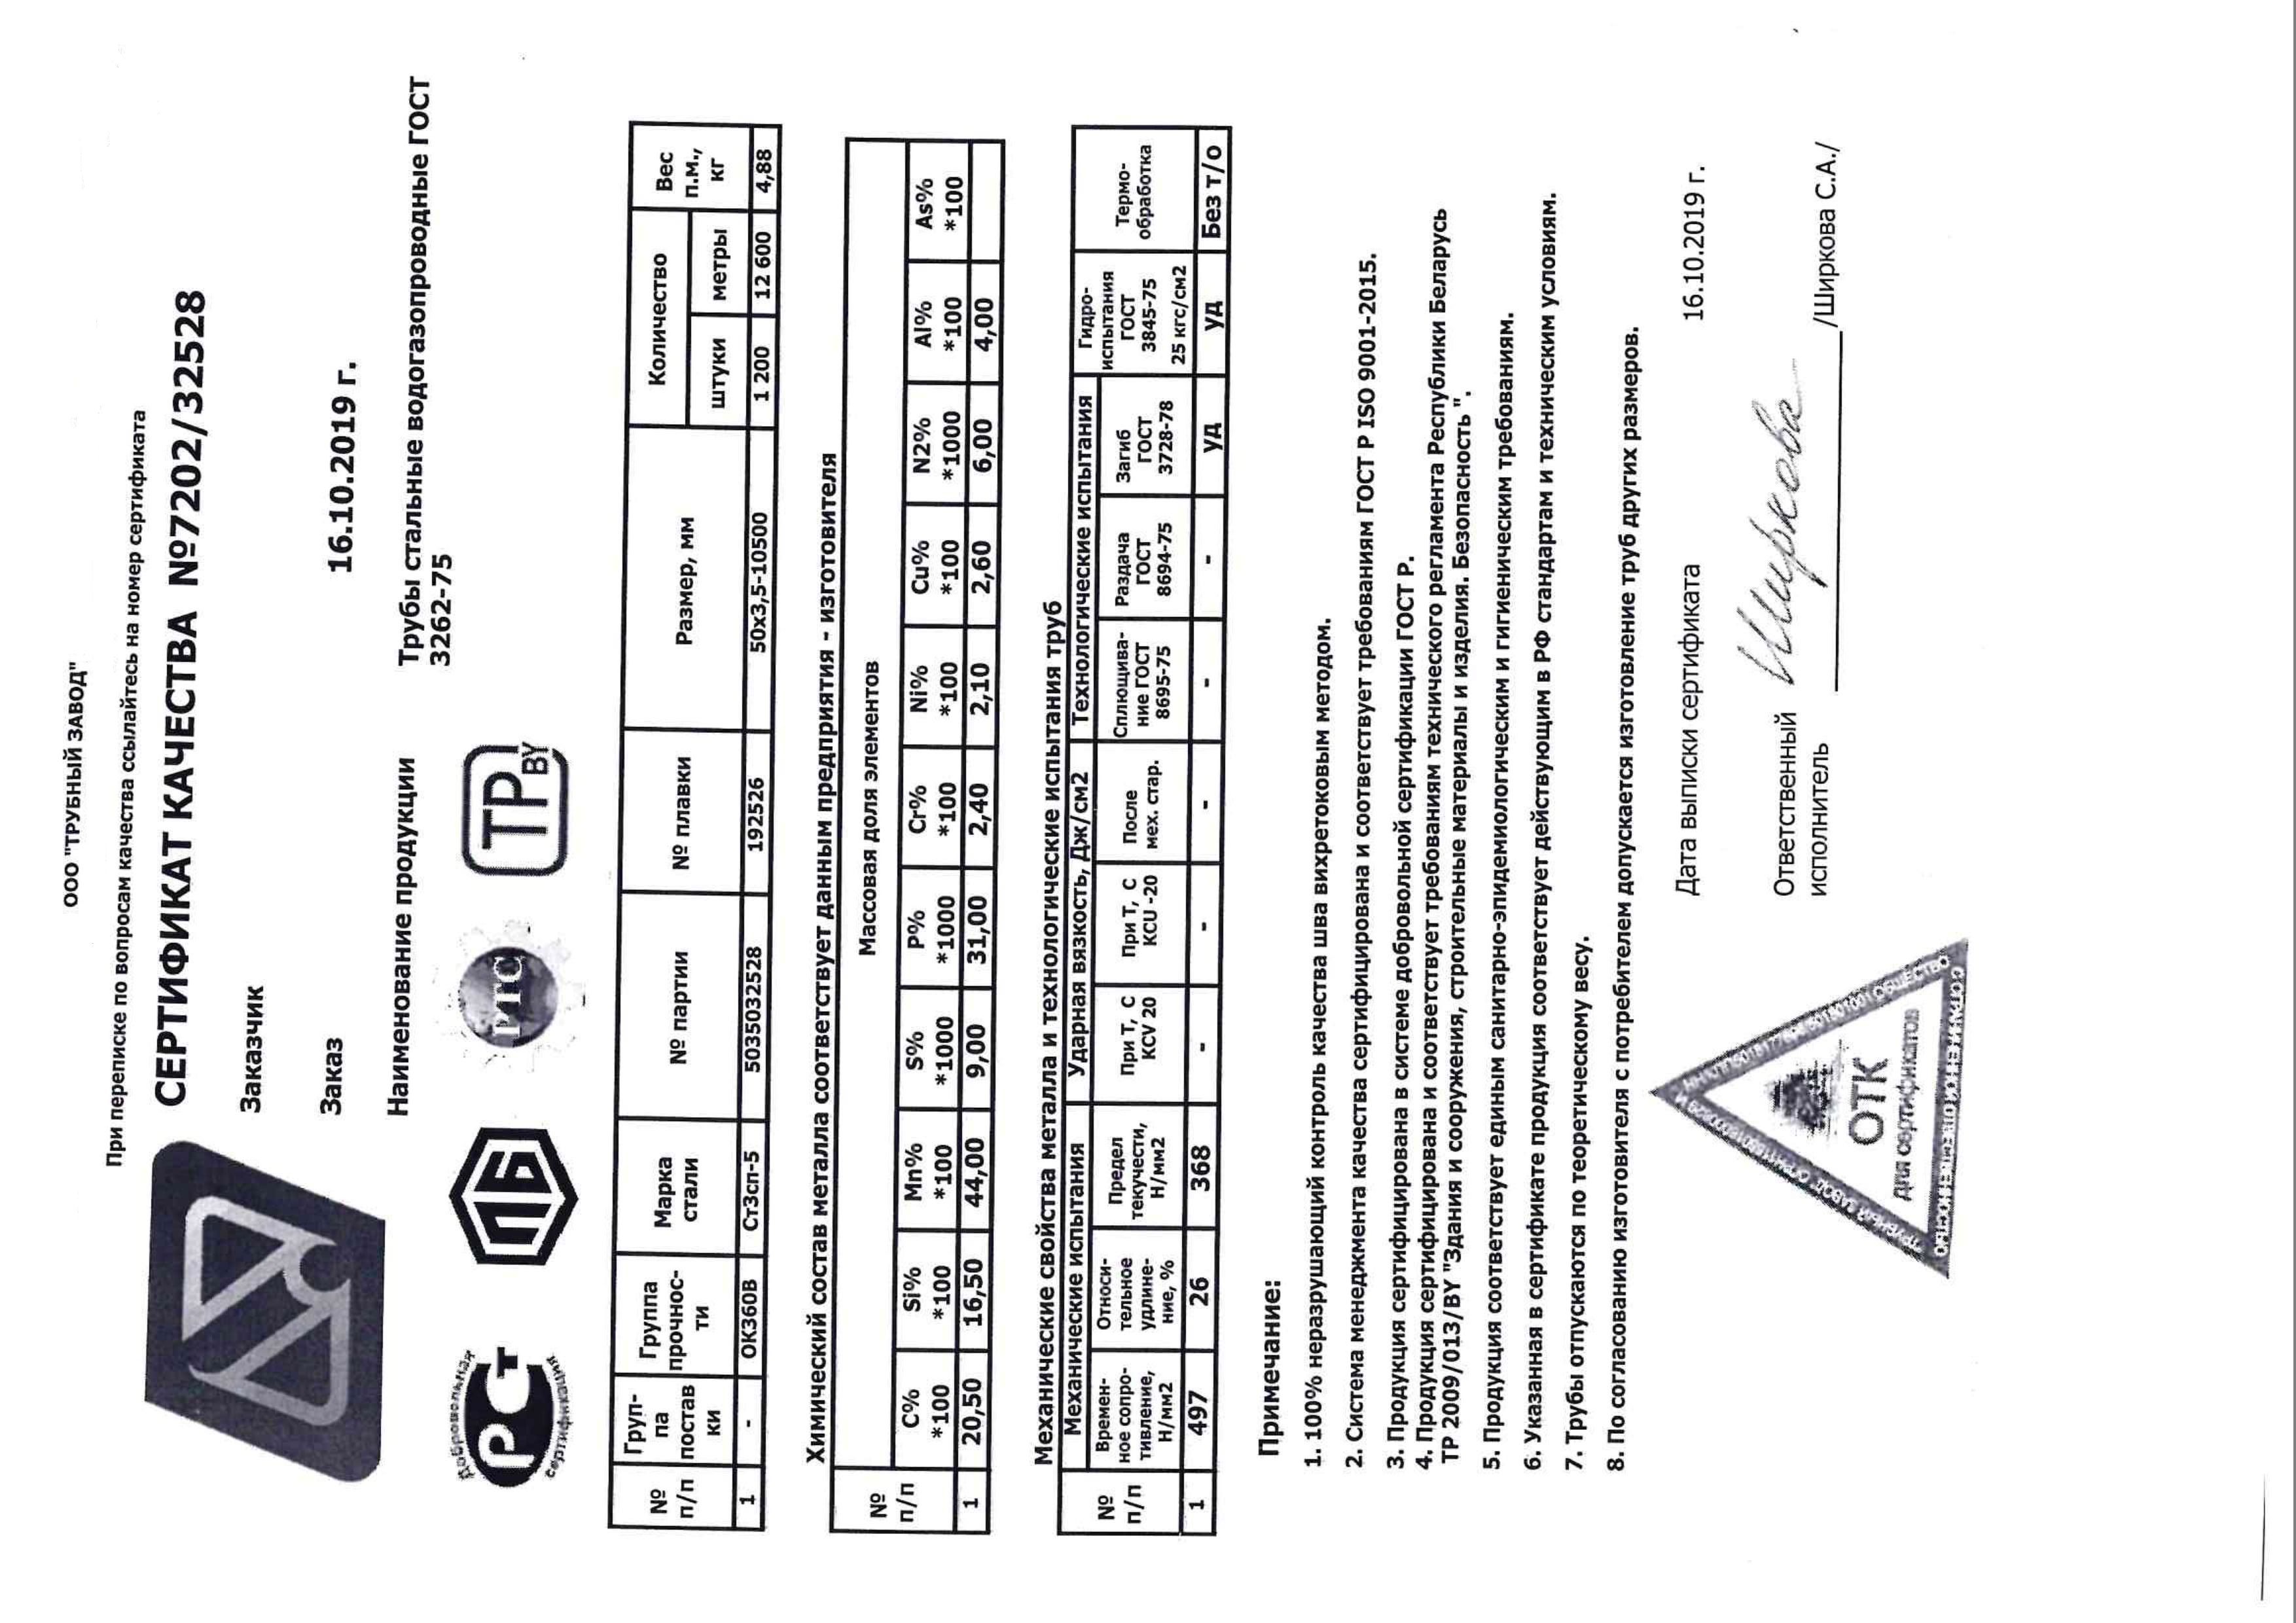 ООО "ТРУБНЫЙ ЗАВОД"
При переписке по вопросам качества ссылайтесь на номер сертификата
СЕРТИФИКАТ КАЧЕСТВА №7202/32528
Заказчик
Заказ 16.10.2019 г.
Наименование продукции Трубы стальные водогазопроводные ГОСТ
3262-75
Добровольная
РСТ
сертификация
ПБ
РПС
ТР
BY
№ п/п Груп-па постав ки Группа прочнос-ти Марка стали № партии № плавки Размер, мм Количество Вес п.м., кг
штуки метры
1 - ОК360В Ст3сп-5 5035032528 192526 50х3,5-10500 1 200 12 600 4,88
Химический состав металла соответствует данным предприятия - изготовителя
№ п/п Массовая доля элементов
C% *100 Si% *100 Mn% *100 S% *1000 P% *1000 Cr% *100 Ni% *100 Cu% *100 N2% *1000 Al% *100 As% *100
1 20,50 16,50 44,00 9,00 31,00 2,40 2,10 2,60 6,00 4,00
Механические свойства металла и технологические испытания труб
№ п/п Механические испытания Ударная вязкость, Дж/см2 Технологические испытания Гидро-испытания ГОСТ 3845-75 25 кгс/см2 Термо-обработка
Времен-ное сопро-тивление, Н/мм2 Относи-тельное удлине-ние, % Предел текучести, Н/мм2 При Т, С KCV 20 При Т, С KCU -20 После мех. стар. Сплющива-ние ГОСТ 8695-75 Раздача ГОСТ 8694-75 Загиб ГОСТ 3728-78
1 497 26 368 - - - - - уд уд Без т/о
Примечание:
1. 100% неразрушающий контроль качества шва вихретоковым методом.
2. Система менеджмента качества сертифицирована и соответствует требованиям ГОСТ Р ISO 9001-2015.
3. Продукция сертифицирована в системе добровольной сертификации ГОСТ Р.
4. Продукция сертифицирована и соответствует требованиям технического регламента Республики Беларусь
ТР 2009/013/BY "Здания и сооружения, строительные материалы и изделия. Безопасность ".
5. Продукция соответствует единым санитарно-эпидемиологическим и гигиеническим требованиям.
6. Указанная в сертификате продукция соответствует действующим в РФ стандартам и техническим условиям.
7. Трубы отпускаются по теоретическому весу.
8. По согласованию изготовителя с потребителем допускается изготовление труб других размеров.
Дата выписки сертификата 16.10.2019 г.
Ответственный
исполнитель Ширкова /Ширкова С.А./
ОТК
Для сертификатов